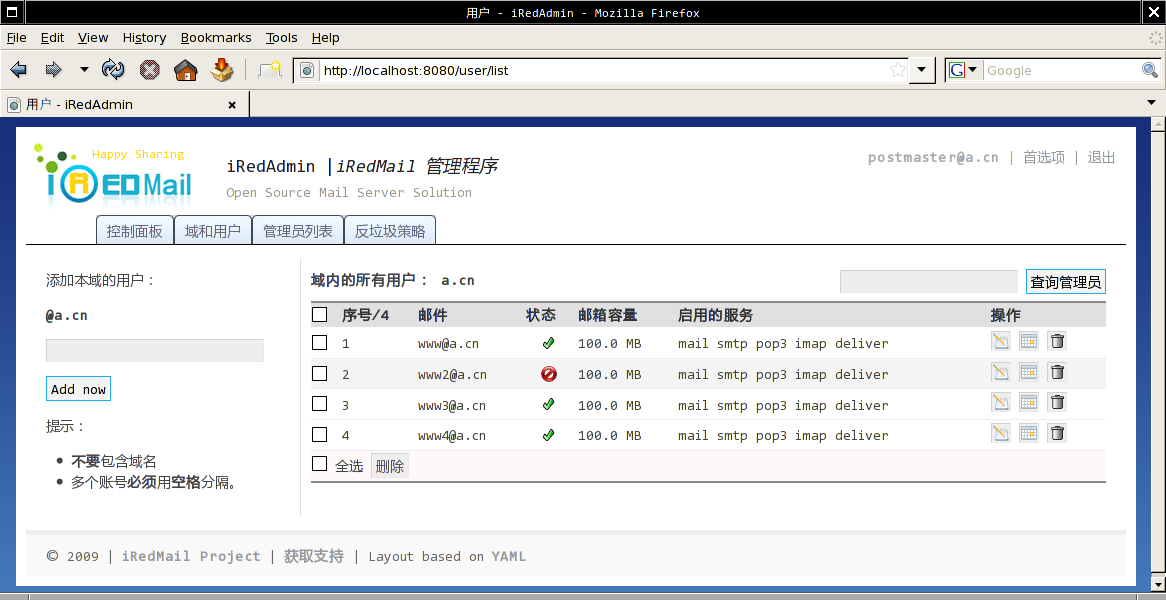 用户 - iRedAdmin - Mozilla Firefox
File Edit View History Bookmarks Tools Help
http://localhost:8080/user/list
G Google
用户 - iRedAdmin
Happy Sharing
iREDMail
iRedAdmin | iRedMail 管理程序
Open Source Mail Server Solution
postmaster@a.cn | 首选项 | 退出
控制面板 域和用户 管理员列表 反垃圾策略
添加本域的用户：
@a.cn
Add now
提示：
不要包含域名
多个账号必须用空格分隔。
域内的所有用户： a.cn
查询管理员
序号/4 邮件 状态 邮箱容量 启用的服务 操作
1 www@a.cn 100.0 MB mail smtp pop3 imap deliver
2 www2@a.cn 100.0 MB mail smtp pop3 imap deliver
3 www3@a.cn 100.0 MB mail smtp pop3 imap deliver
4 www4@a.cn 100.0 MB mail smtp pop3 imap deliver
全选 删除
© 2009 | iRedMail Project | 获取支持 | Layout based on YAML